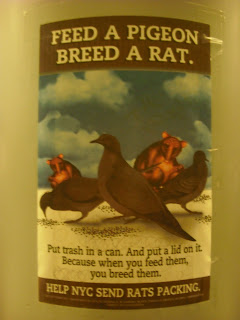 FEED A PIGEON
BREED A RAT.
Put trash in a can. And put a lid on it.
Because when you feed them,
you breed them.
HELP NYC SEND RATS PACKING.